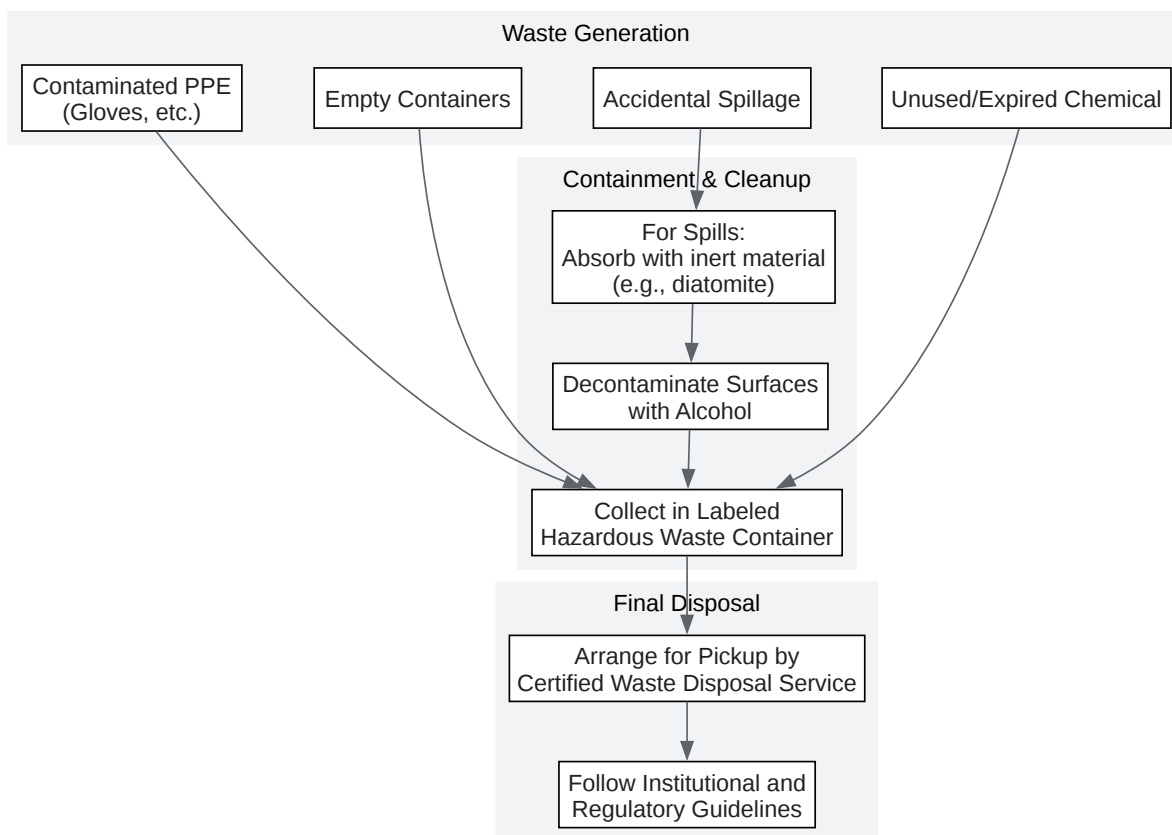 Waste Generation
Contaminated PPE
(Gloves, etc.)
Empty Containers
Accidental Spillage
Unused/Expired Chemical
Containment & Cleanup
For Spills:
Absorb with inert material
(e.g., diatomite)
Decontaminate Surfaces
with Alcohol
Collect in Labeled
Hazardous Waste Container
Final Disposal
Arrange for Pickup by
Certified Waste Disposal Service
Follow Institutional and
Regulatory Guidelines